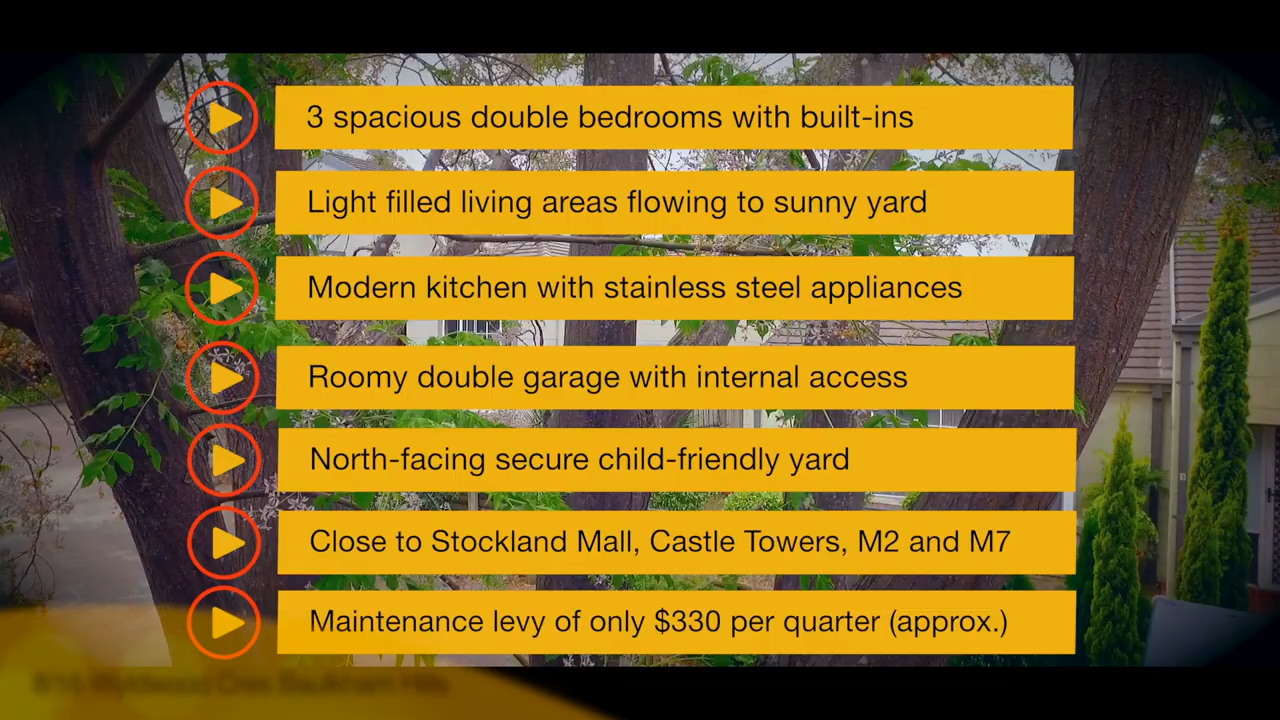 3 spacious double bedrooms with built-ins
Light filled living areas flowing to sunny yard
Modern kitchen with stainless steel appliances
Roomy double garage with internal access
North-facing secure child-friendly yard
Close to Stockland Mall, Castle Towers, M2 and M7
Maintenance levy of only $330 per quarter (approx.)